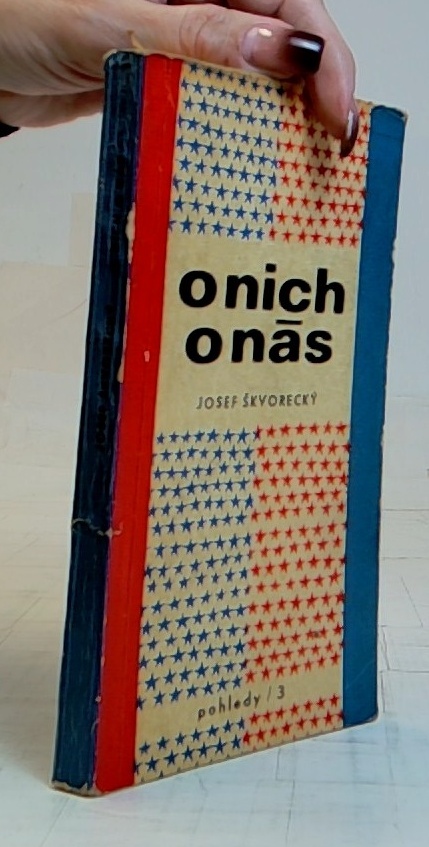 o nich
o nās
JOSEF ŠKVORECKÝ
pohledy / 3